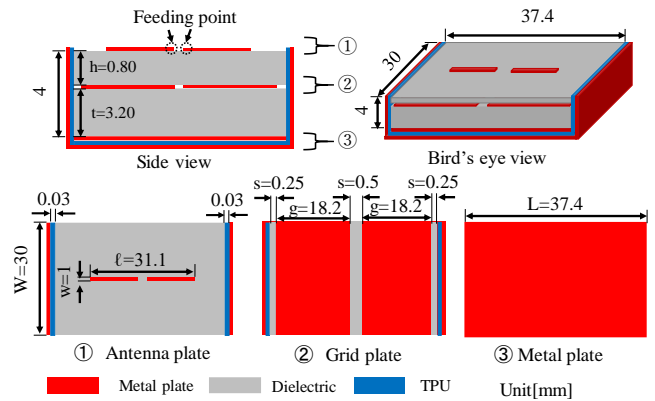 Feeding point
①
h=0.80
4
②
t=3.20
③
Side view
37.4
30
4
Bird's eye view
0.03
0.03
W=30
w=1
ℓ=31.1
① Antenna plate
s=0.25
s=0.5
s=0.25
g=18.2
g=18.2
② Grid plate
L=37.4
③ Metal plate
Metal plate
Dielectric
TPU
Unit[mm]